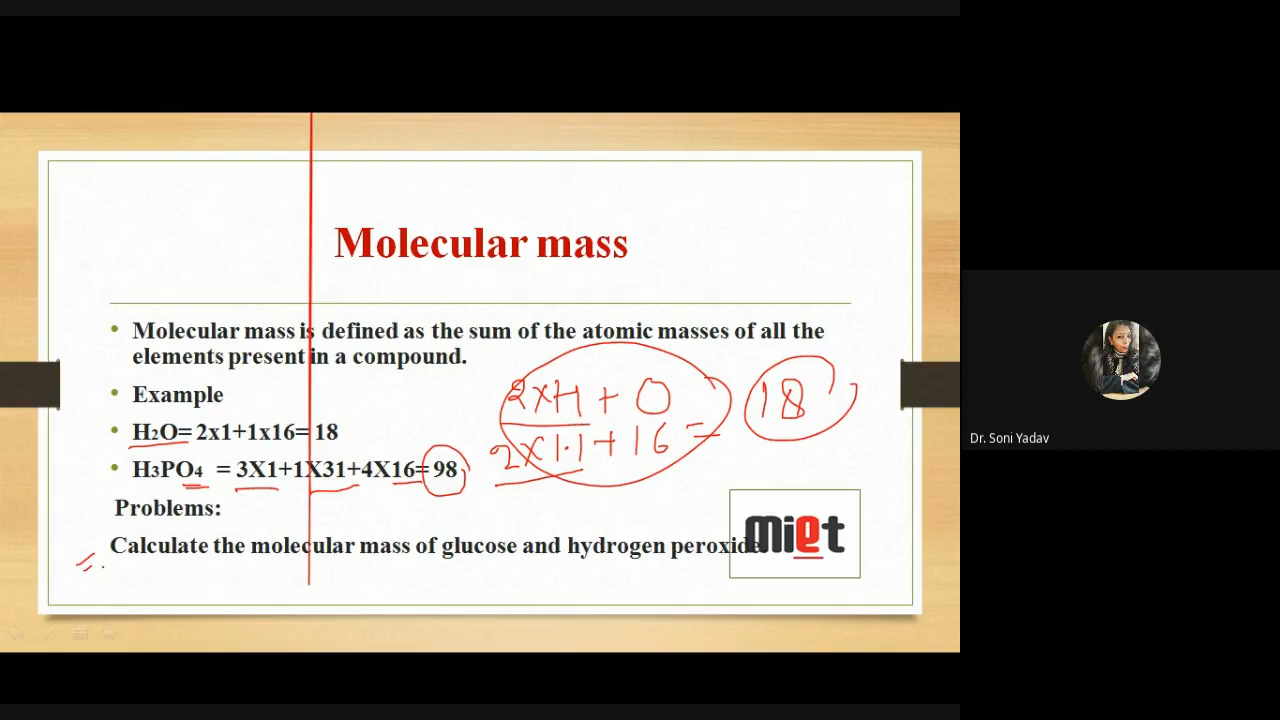 Molecular mass
• Molecular mass is defined as the sum of the atomic masses of all the
elements present in a compound.
• Example
• H2O= 2x1+1x16= 18
• H3PO4 = 3X1+1X31+4X16= 98
2xH + O
2x1.1 + 16 = 18
Problems:
Calculate the molecular mass of glucose and hydrogen peroxide.
miet
Dr. Soni Yadav